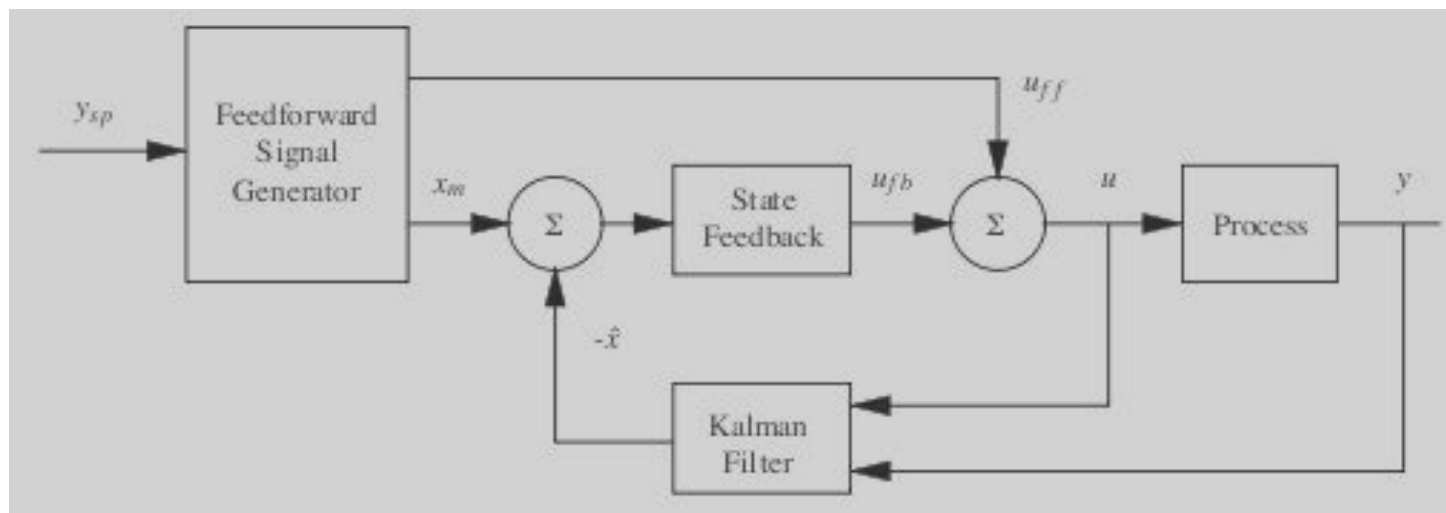 y_sp
Feedforward
Signal
Generator
x_m
Σ
State
Feedback
u_fb
u_ff
Σ
u
Process
y
-x̂
Kalman
Filter